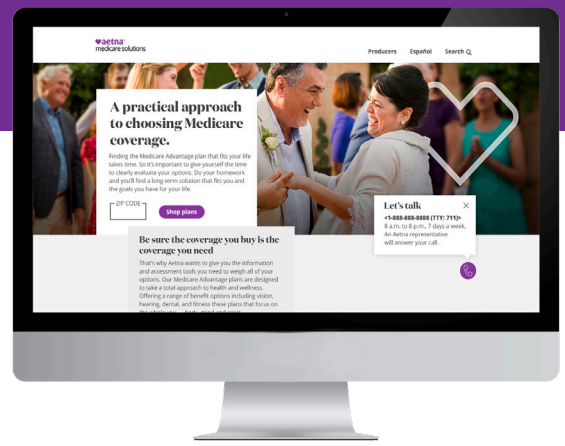 aetna
medicare solutions
Producers Español Search
A practical approach
to choosing Medicare
coverage.
Finding the Medicare Advantage plan that fits your life
takes time. So it's important to give yourself the time
to clearly evaluate your options. Do your homework
and you'll find a long-term solution that fits you and
the goals you have for your life.
ZIP CODE
Shop plans
Let's talk
<1-888-888-8888 (TTY: 711)>
8 a.m. to 8 p.m., 7 days a week.
An Aetna representative
will answer your call.
Be sure the coverage you buy is the
coverage you need
That's why Aetna wants to give you the information
and assessment tools you need to weigh all of your
options. Our Medicare Advantage plans are designed
to take a total approach to health and wellness.
Offering a range of benefit options including vision,
hearing, dental, and fitness these plans that focus on